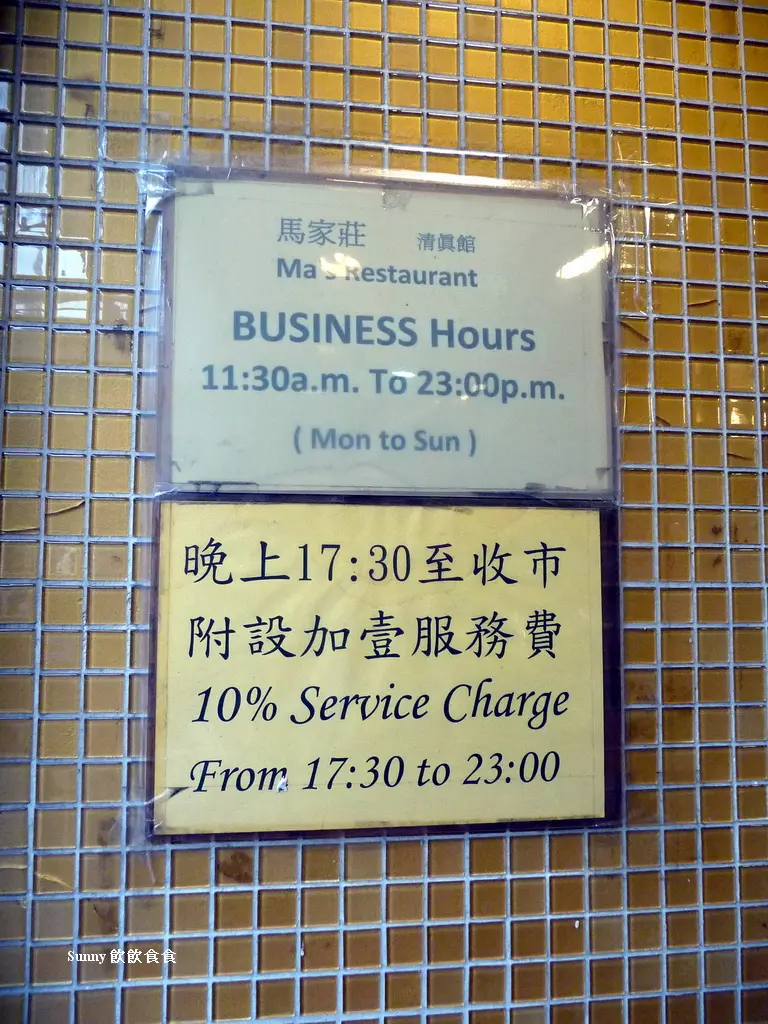 馬家莊 清眞館
Ma's Restaurant
BUSINESS Hours
11:30a.m. To 23:00p.m.
( Mon to Sun )
晚上17:30至收市
附設加壹服務費
10% Service Charge
From 17:30 to 23:00
Sunny 飲飲食食